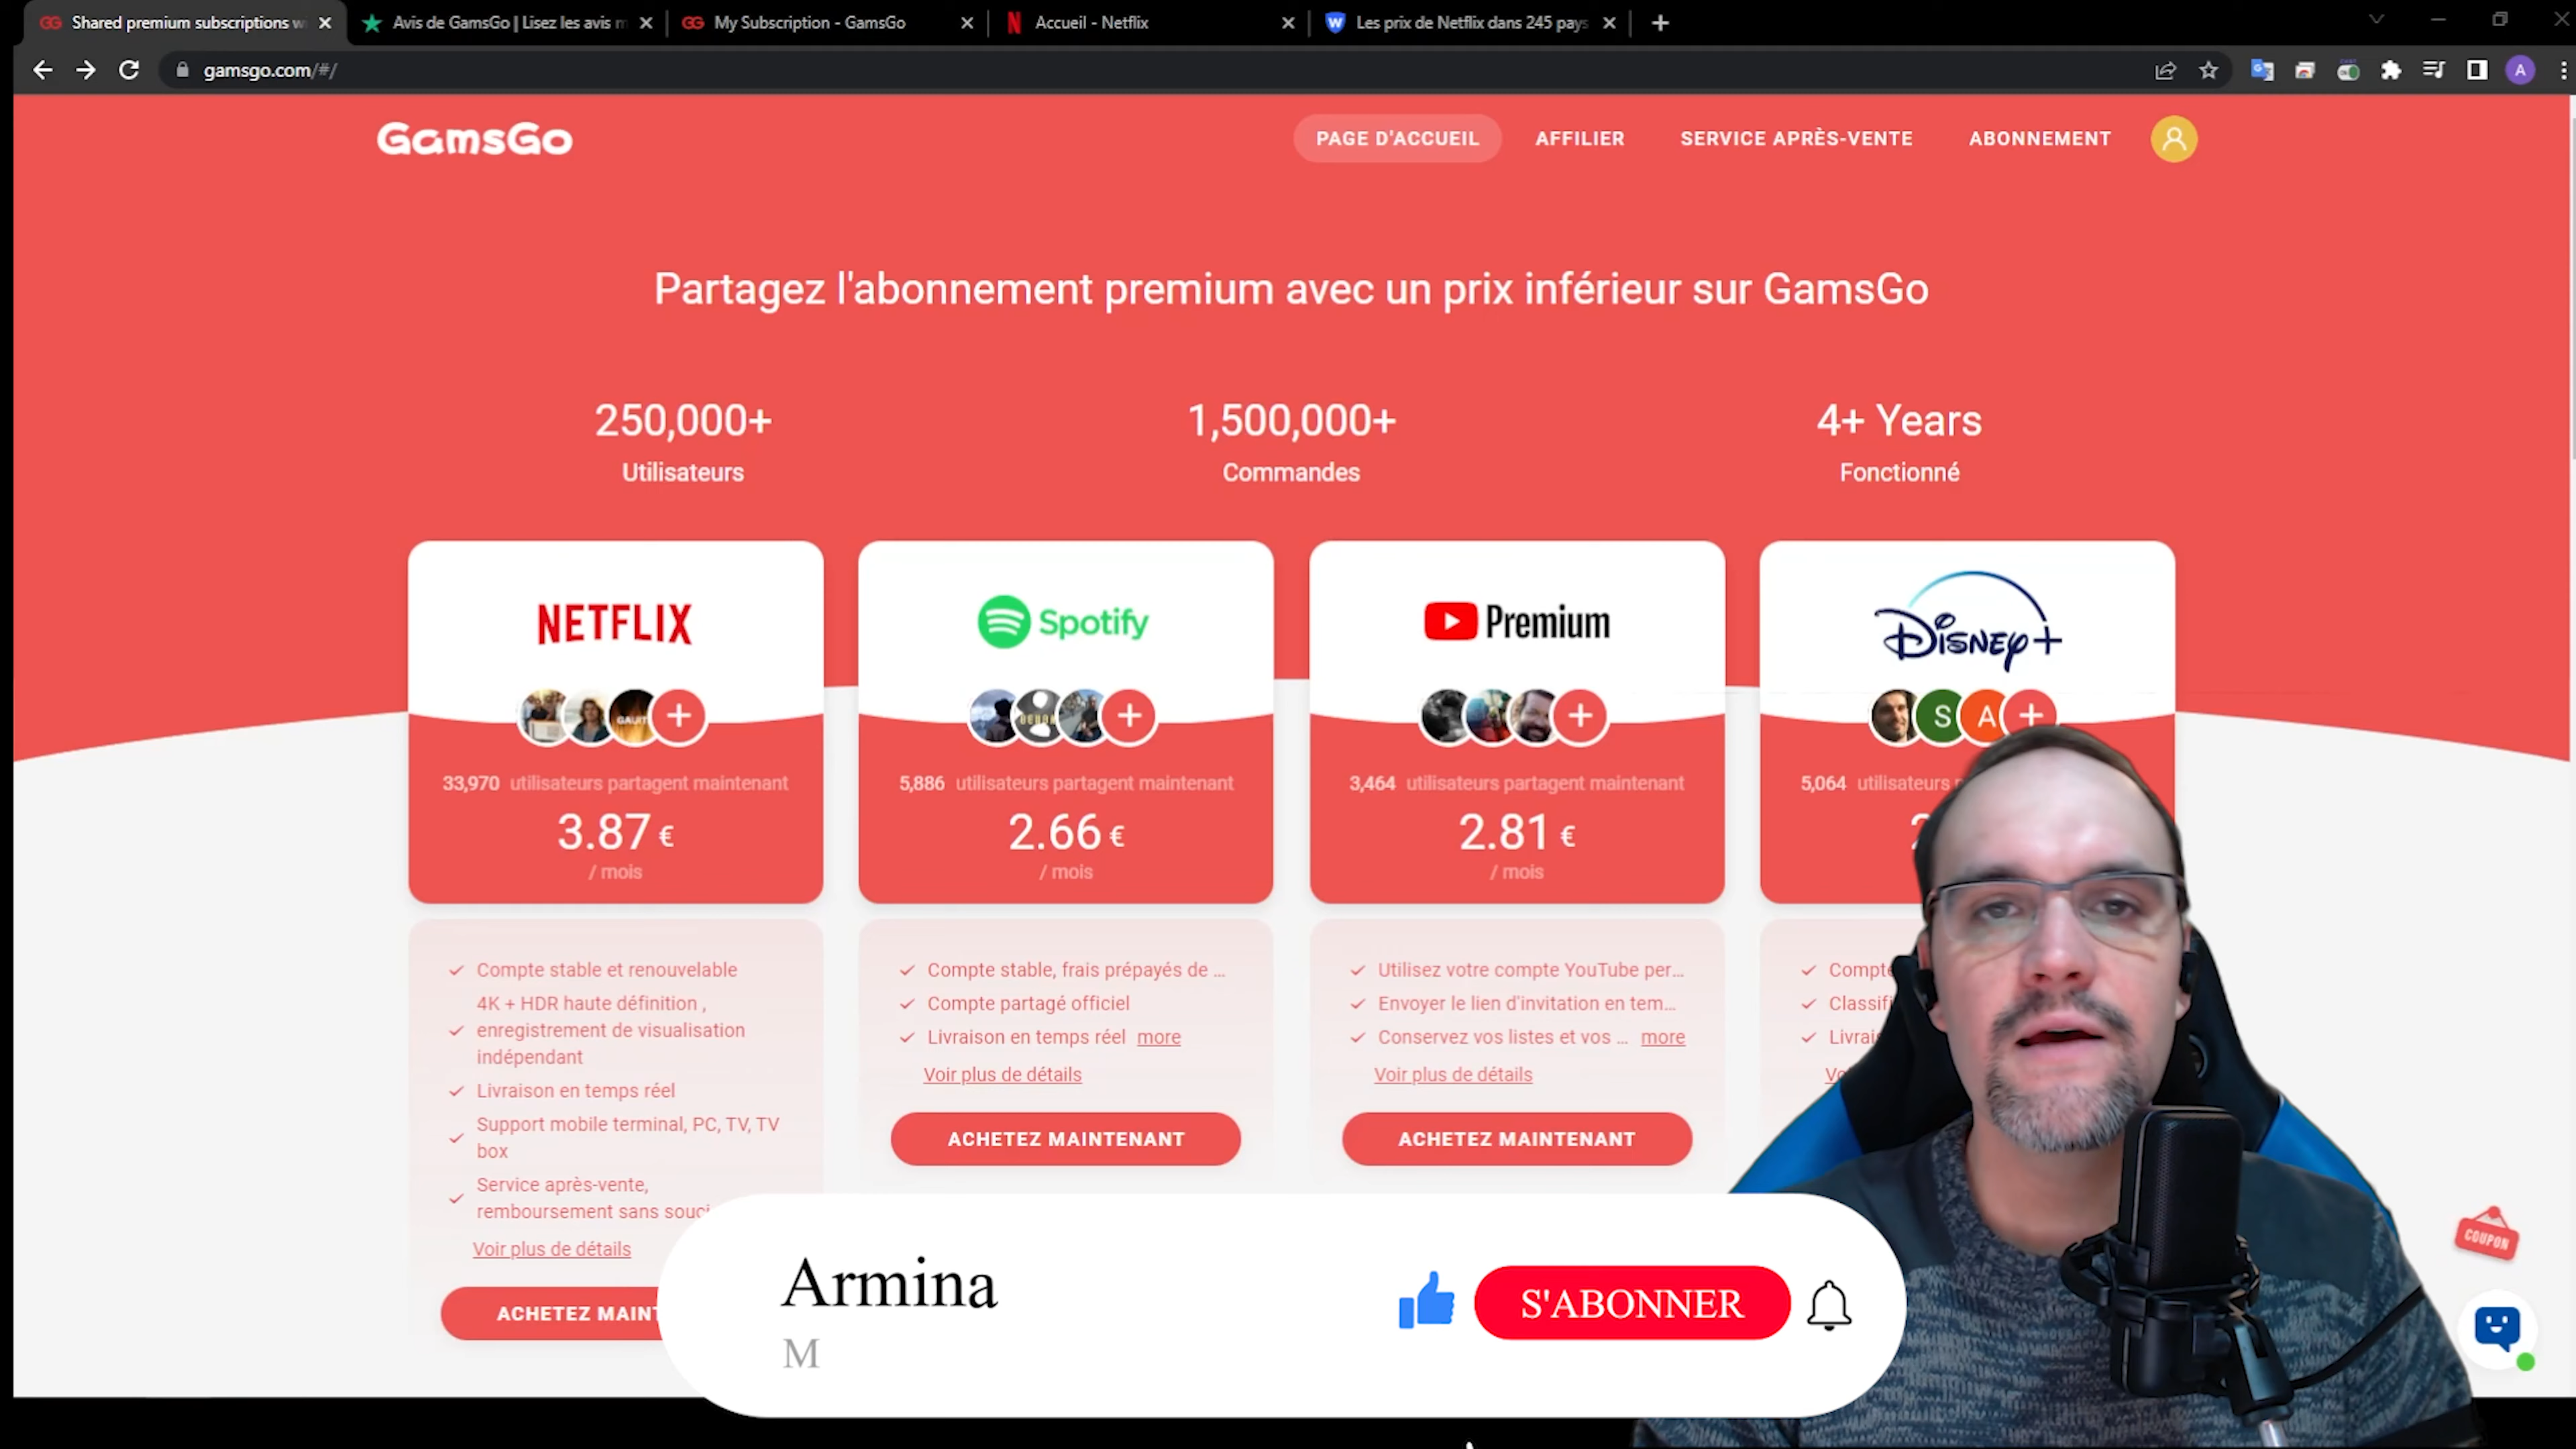 Shared premium subscriptions w
Avis de GamsGo | Lisez les avis m
My Subscription - GamsGo
Accueil - Netflix
Les prix de Netflix dans 245 pays
gamsgo.com/#/
A
GamsGo
PAGE D'ACCUEIL
AFFILIER
SERVICE APRÈS-VENTE
ABONNEMENT
Partagez l'abonnement premium avec un prix inférieur sur GamsGo
250,000+
Utilisateurs
1,500,000+
Commandes
4+ Years
Fonctionné
NETFLIX
33,970 utilisateurs partagent maintenant
3.87 €
/ mois
Compte stable et renouvelable
4K + HDR haute définition ,
enregistrement de visualisation
indépendant
Livraison en temps réel
Support mobile terminal, PC, TV, TV
box
Service après-vente,
remboursement sans souci
Voir plus de détails
ACHETEZ MAINT
Spotify
5,886 utilisateurs partagent maintenant
2.66 €
/ mois
Compte stable, frais prépayés de ...
Compte partagé officiel
Livraison en temps réel more
Voir plus de détails
ACHETEZ MAINTENANT
Premium
3,464 utilisateurs partagent maintenant
2.81 €
/ mois
Utilisez votre compte YouTube per...
Envoyer le lien d'invitation en tem...
Conservez vos listes et vos ... more
Voir plus de détails
ACHETEZ MAINTENANT
Disney+
S A
5,064 utilisateurs p
2
Compte
Classifi
Livrais
Vo
COUPON
Armina
M
S'ABONNER